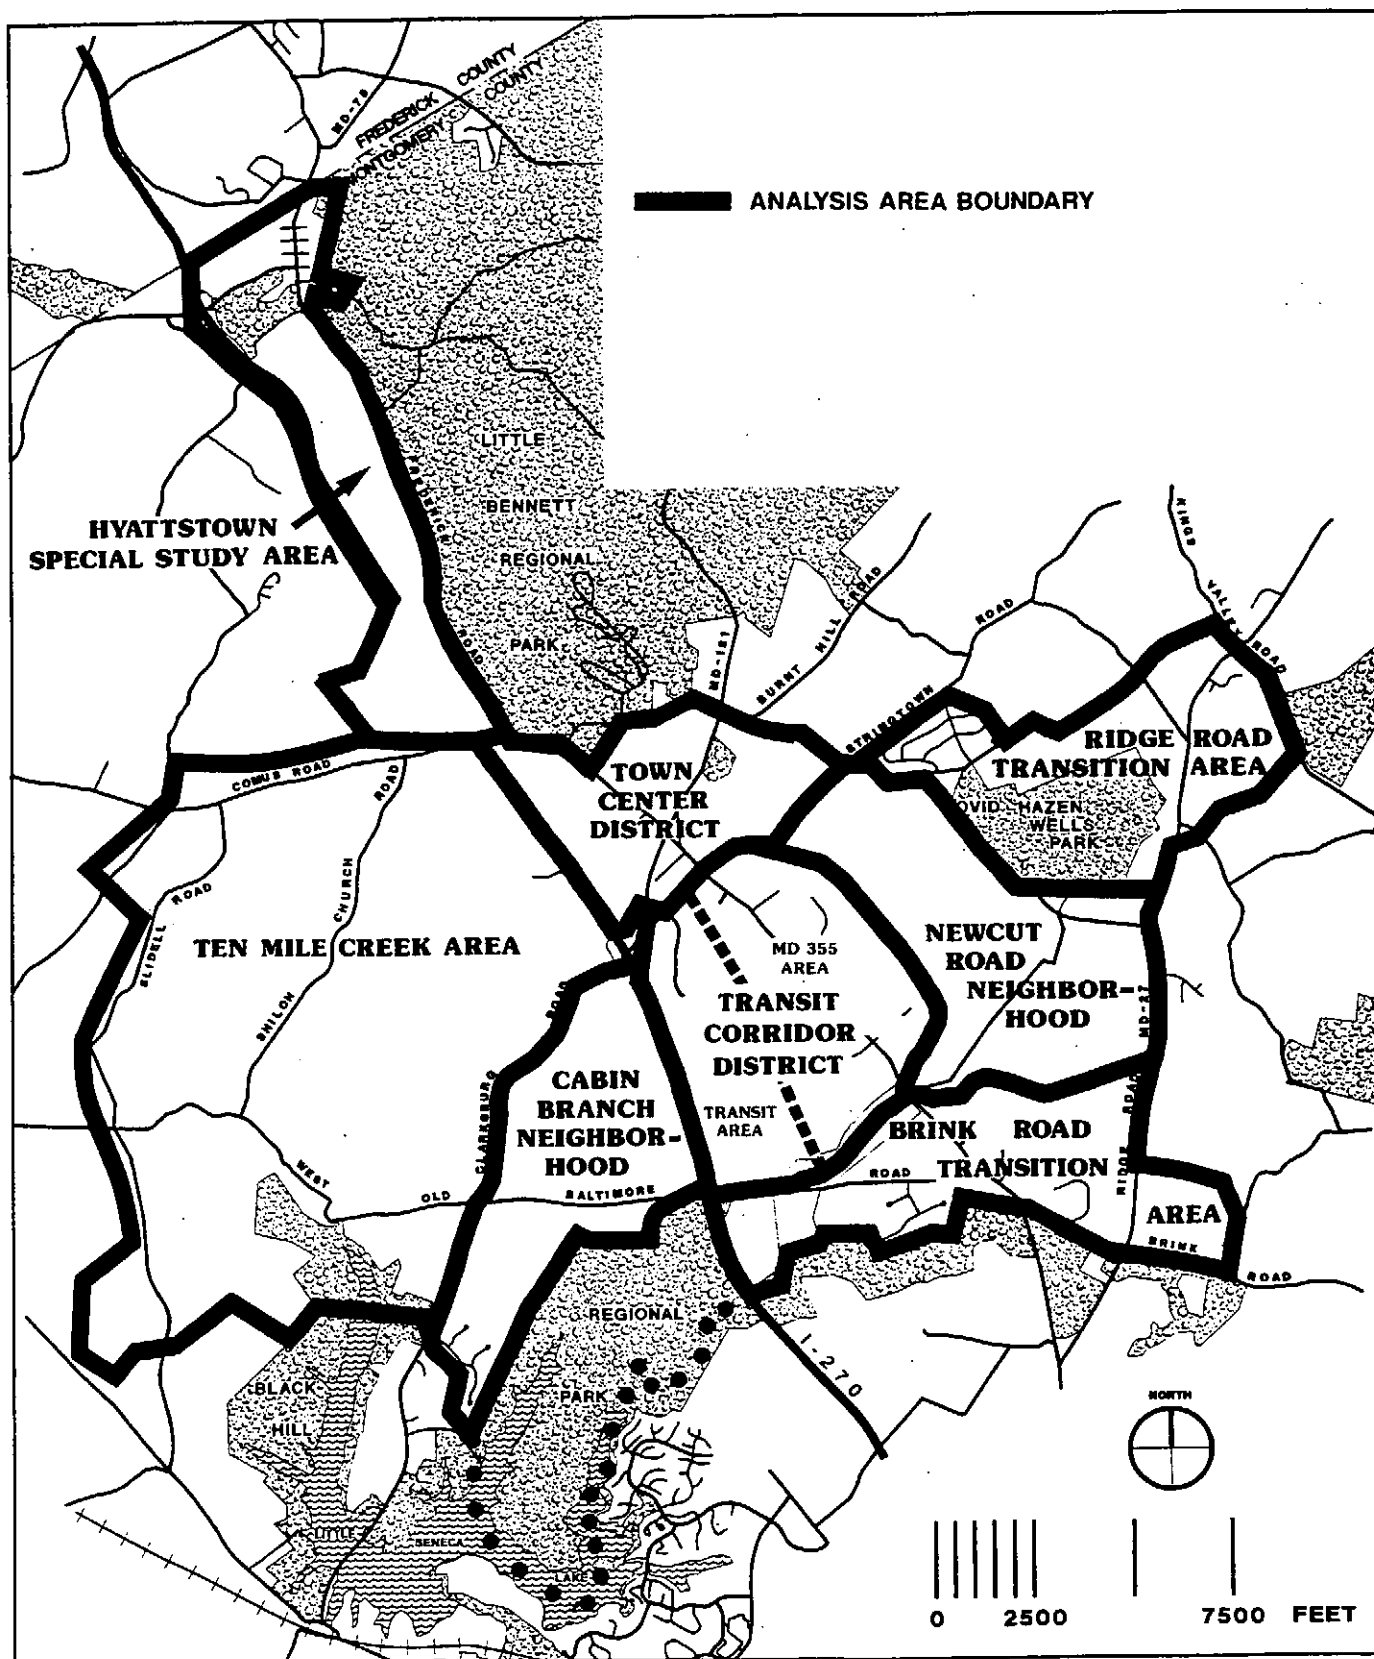 FREDERICK COUNTY
MONTGOMERY COUNTY
ANALYSIS AREA BOUNDARY
LITTLE
BENNETT
REGIONAL
PARK
FREDERICK
ROAD
HYATTSTOWN
SPECIAL STUDY AREA
MD-121
BURNT HILL ROAD
STRINGTOWN
ROAD
KINGS
VALLEY ROAD
RIDGE ROAD
TRANSITION AREA
OVID HAZEN
WELLS
PARK
COMUS ROAD
TOWN
CENTER
DISTRICT
SHILOH
CHURCH
ROAD
SLIDELL
ROAD
TEN MILE CREEK AREA
MD 355
AREA
TRANSIT
CORRIDOR
DISTRICT
TRANSIT
AREA
NEWCUT
ROAD
NEIGHBOR-
HOOD
MD-27
RIDGE
ROAD
CLARKSBURG
ROAD
CABIN
BRANCH
NEIGHBOR-
HOOD
BRINK ROAD
TRANSITION
AREA
WEST
OLD
BALTIMORE
ROAD
BRINK
ROAD
REGIONAL
PARK
BLACK
HILL
LITTLE
SENECA
LAKE
I-270
NORTH
0 2500 7500 FEET